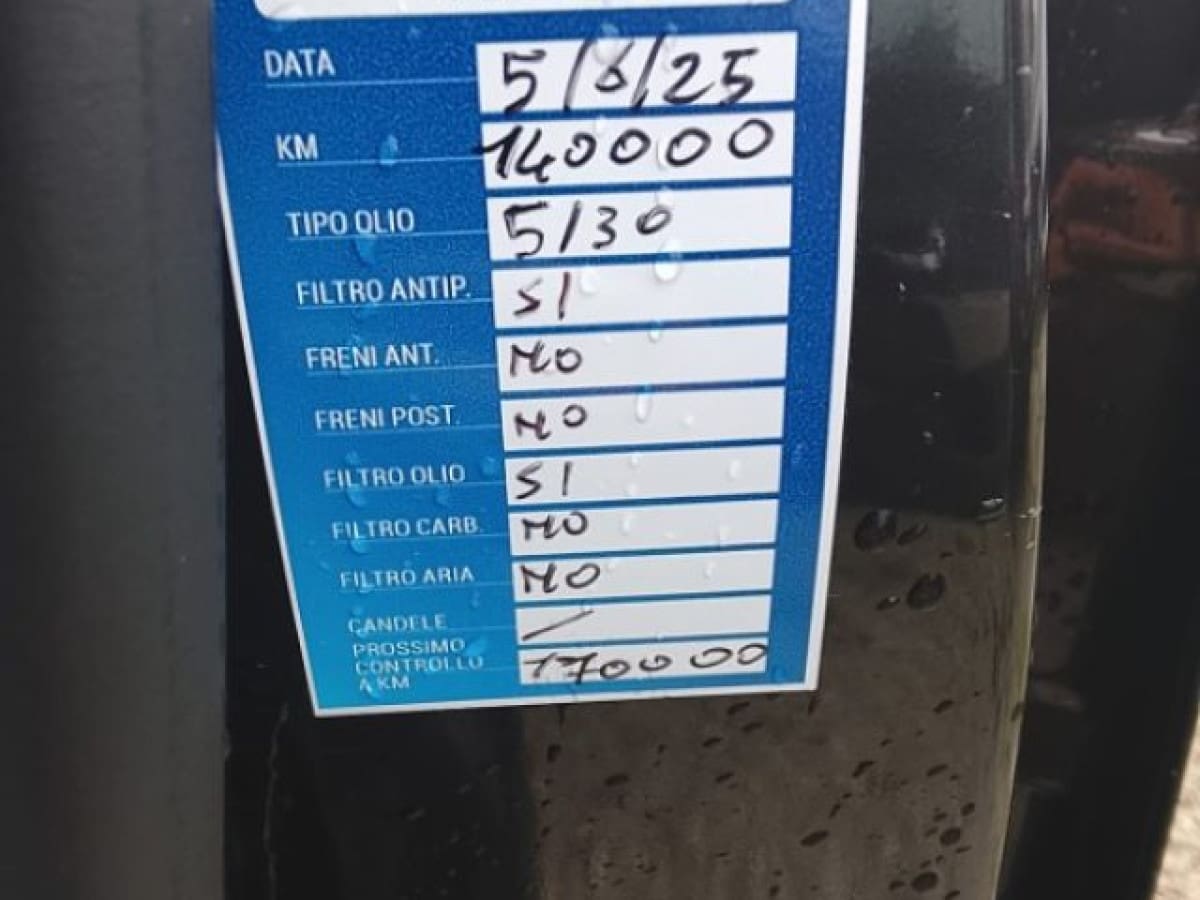 DATA 5/6/25
KM 140000
TIPO OLIO 5/30
FILTRO ANTIP. SI
FRENI ANT. NO
FRENI POST. NO
FILTRO OLIO SI
FILTRO CARB. NO
FILTRO ARIA NO
CANDELE /
PROSSIMO
CONTROLLO
A KM 170000